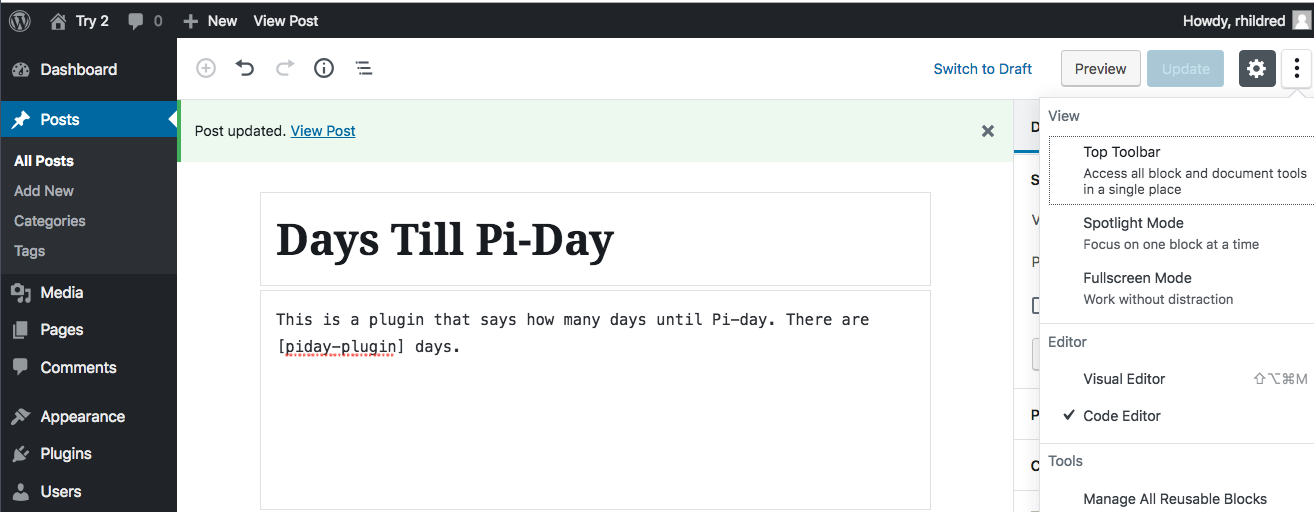 Try 2 0 New View Post Howdy, rhildred
Dashboard
Posts
All Posts
Add New
Categories
Tags
Media
Pages
Comments
Appearance
Plugins
Users
Switch to Draft Preview Update
Post updated. View Post
Days Till Pi-Day
This is a plugin that says how many days until Pi-day. There are
[piday-plugin] days.
D
S
V
P
P
C
View
Top Toolbar
Access all block and document tools
in a single place
Spotlight Mode
Focus on one block at a time
Fullscreen Mode
Work without distraction
Editor
Visual Editor ⇧⌥⌘M
Code Editor
Tools
Manage All Reusable Blocks